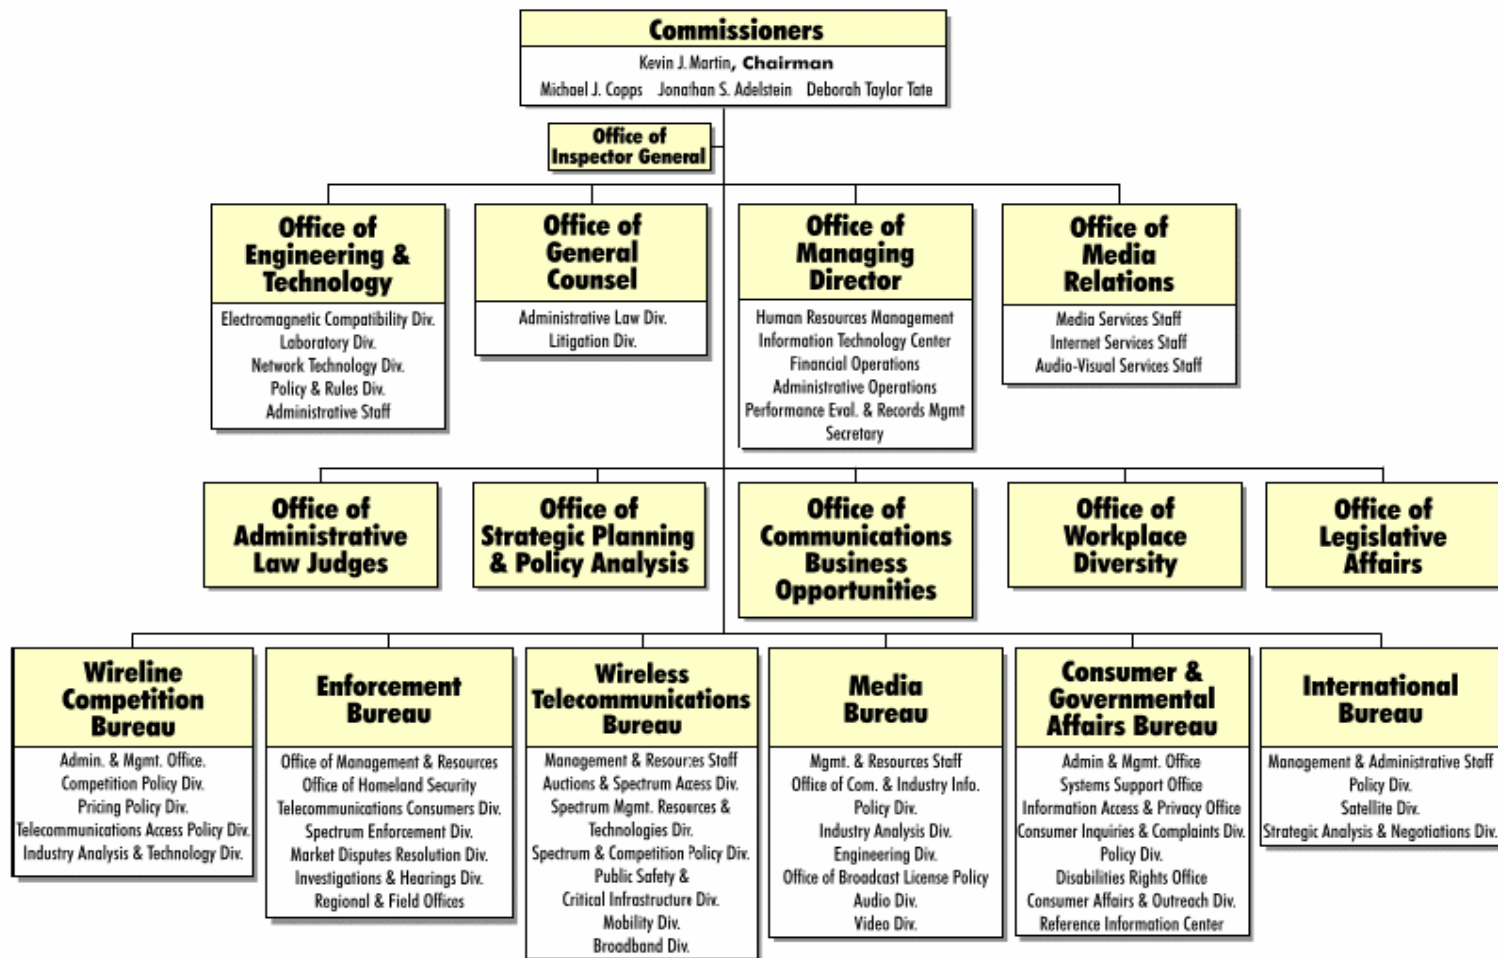 Commissioners
Kevin J. Martin, Chairman
Michael J. Copps Jonathan S. Adelstein Deborah Taylor Tate
Office of
Inspector General
Office of
Engineering &
Technology
Electromagnetic Compatibility Div.
Laboratory Div.
Network Technology Div.
Policy & Rules Div.
Administrative Staff
Office of
General
Counsel
Administrative Law Div.
Litigation Div.
Office of
Managing
Director
Human Resources Management
Information Technology Center
Financial Operations
Administrative Operations
Performance Eval. & Records Mgmt
Secretary
Office of
Media
Relations
Media Services Staff
Internet Services Staff
Audio-Visual Services Staff
Office of
Administrative
Law Judges
Office of
Strategic Planning
& Policy Analysis
Office of
Communications
Business
Opportunities
Office of
Workplace
Diversity
Office of
Legislative
Affairs
Wireline
Competition
Bureau
Admin. & Mgmt. Office.
Competition Policy Div.
Pricing Policy Div.
Telecommunications Access Policy Div.
Industry Analysis & Technology Div.
Enforcement
Bureau
Office of Management & Resources
Office of Homeland Security
Telecommunications Consumers Div.
Spectrum Enforcement Div.
Market Disputes Resolution Div.
Investigations & Hearings Div.
Regional & Field Offices
Wireless
Telecommunications
Bureau
Management & Resources Staff
Auctions & Spectrum Access Div.
Spectrum Mgmt. Resources &
Technologies Div.
Spectrum & Competition Policy Div.
Public Safety &
Critical Infrastructure Div.
Mobility Div.
Broadband Div.
Media
Bureau
Mgmt. & Resources Staff
Office of Com. & Industry Info.
Policy Div.
Industry Analysis Div.
Engineering Div.
Office of Broadcast License Policy
Audio Div.
Video Div.
Consumer &
Governmental
Affairs Bureau
Admin & Mgmt. Office
Systems Support Office
Information Access & Privacy Office
Consumer Inquiries & Complaints Div.
Policy Div.
Disabilities Rights Office
Consumer Affairs & Outreach Div.
Reference Information Center
International
Bureau
Management & Administrative Staff
Policy Div.
Satellite Div.
Strategic Analysis & Negotiations Div.